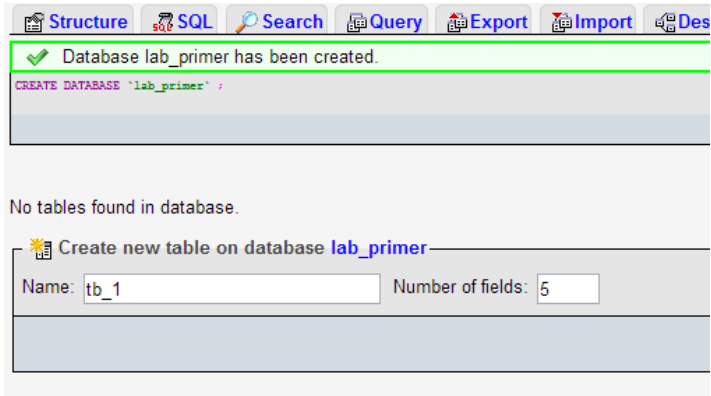 Structure SQL Search Query Export Import Des
Database lab_primer has been created.
CREATE DATABASE `lab_primer` ;
No tables found in database.
Create new table on database lab_primer
Name: tb_1 Number of fields: 5